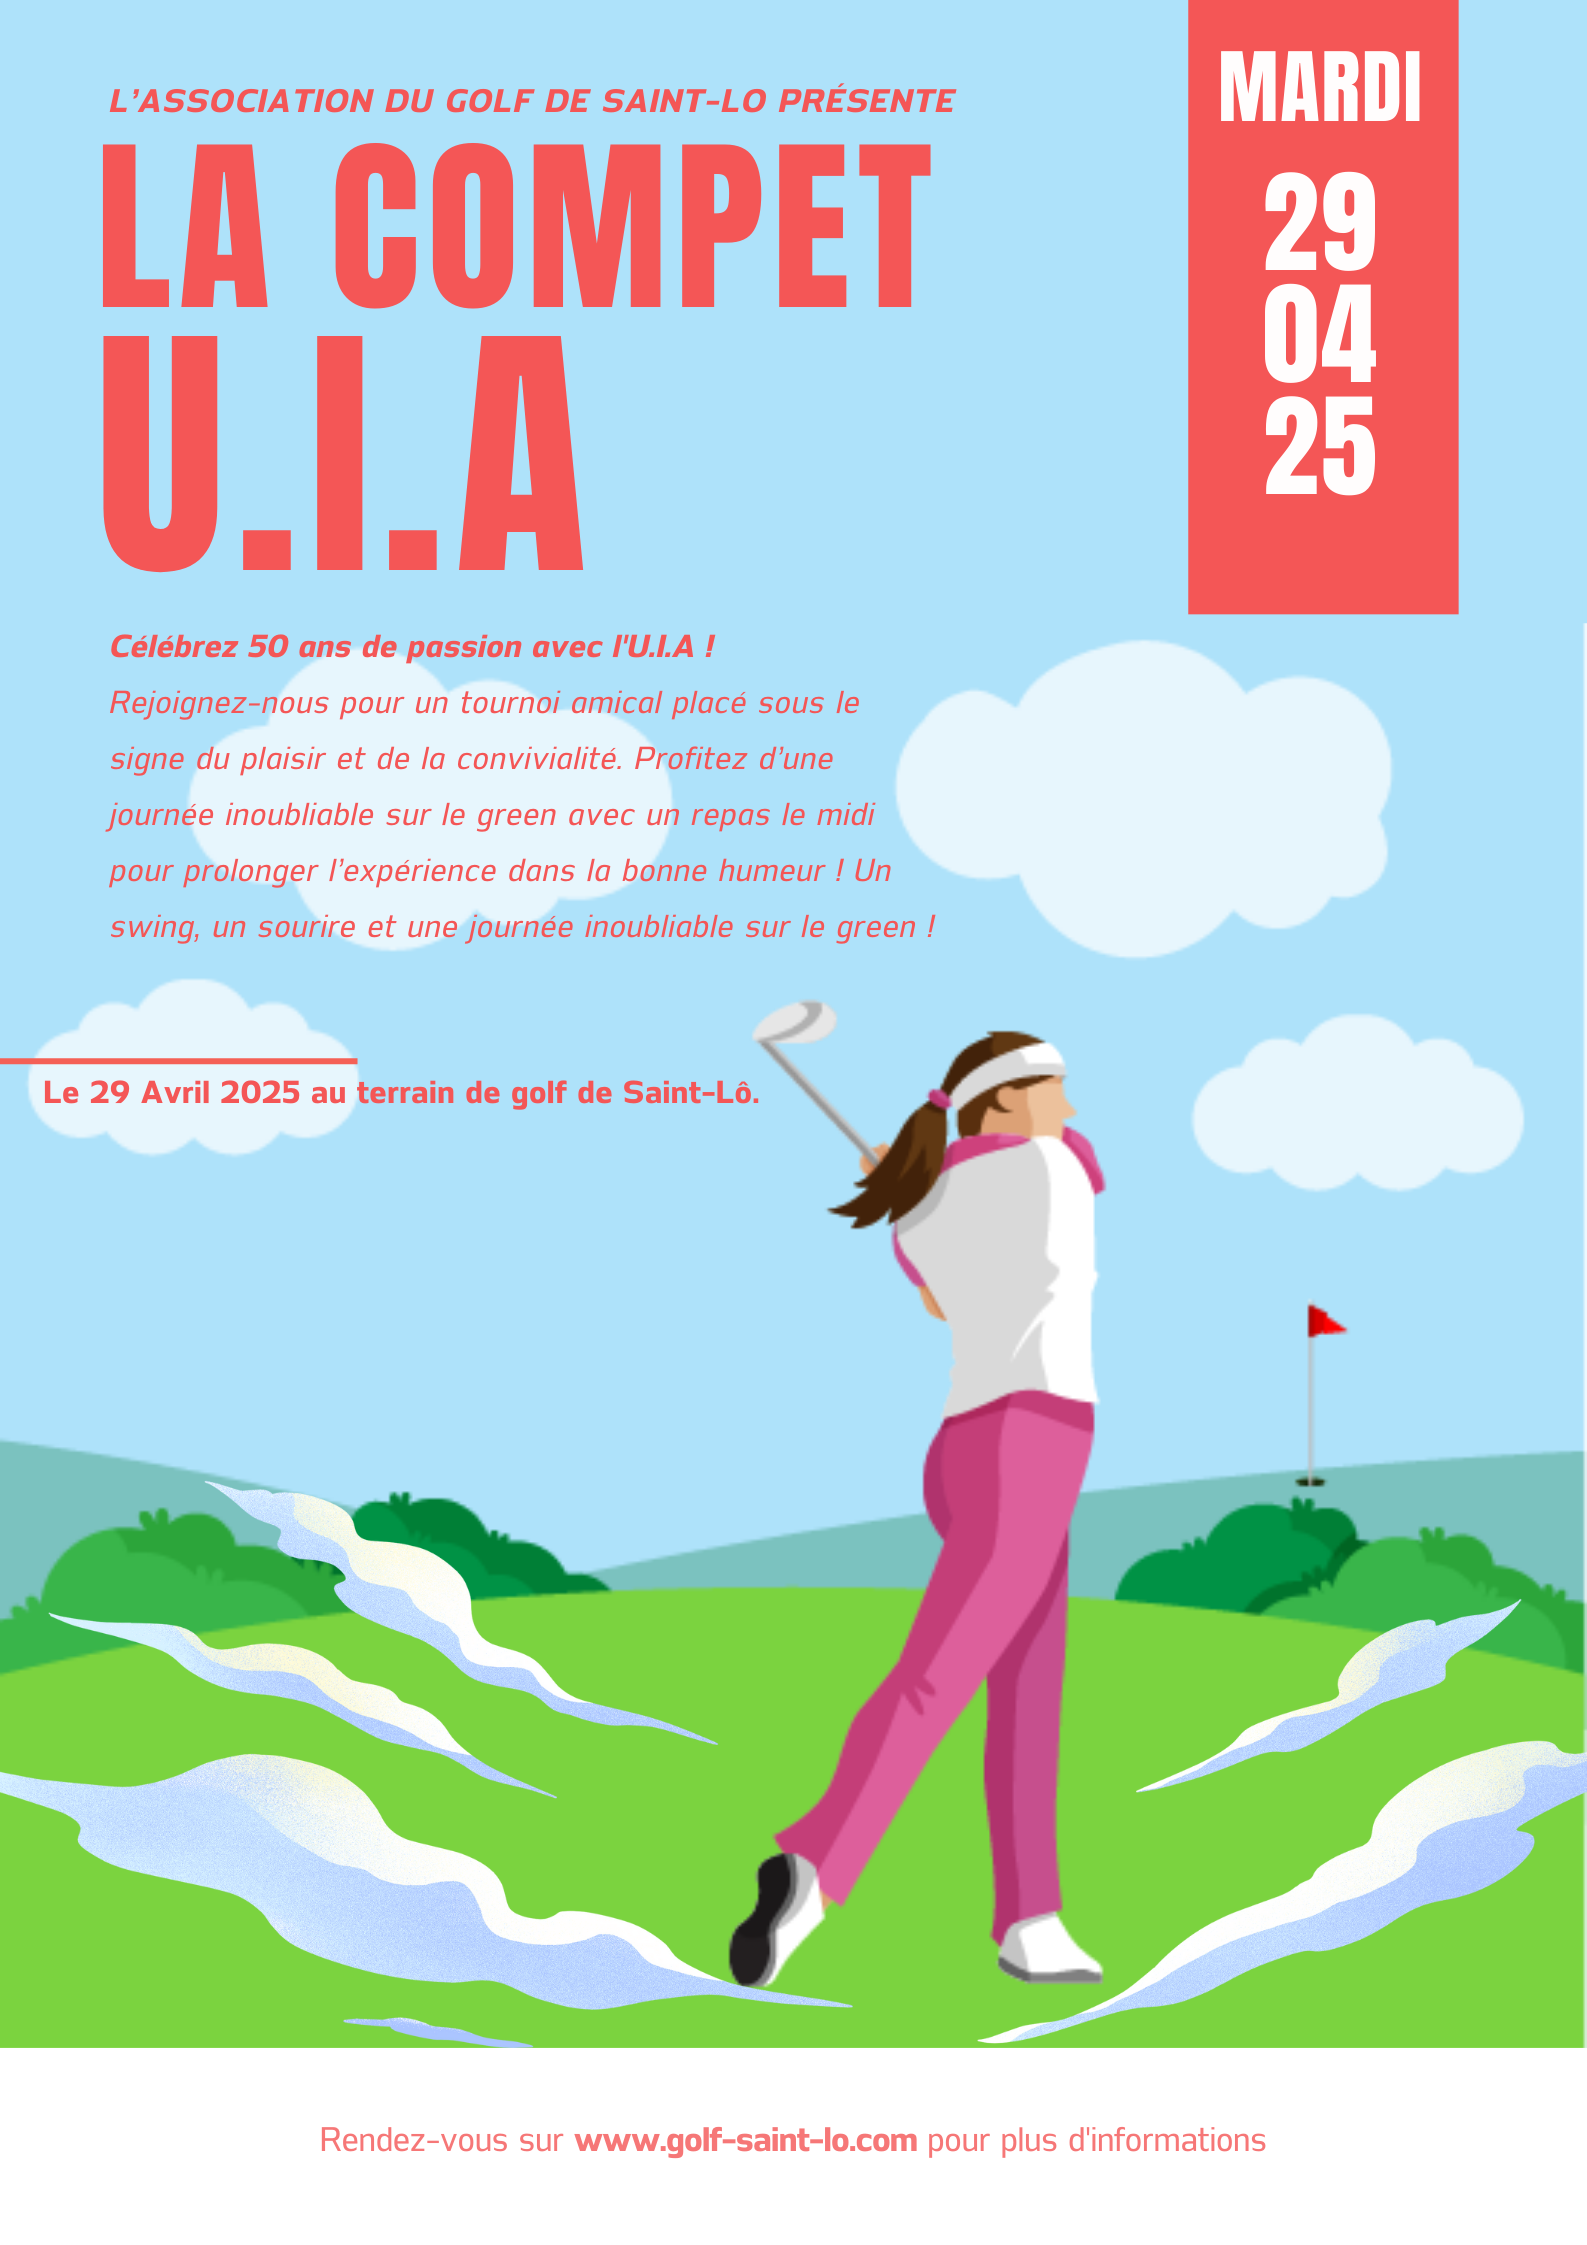 L'ASSOCIATION DU GOLF DE SAINT-LO PRÉSENTE
LA COMPET
U.I.A
MARDI
29
04
25
Célébrez 50 ans de passion avec l'U.I.A !
Rejoignez-nous pour un tournoi amical placé sous le
signe du plaisir et de la convivialité. Profitez d'une
journée inoubliable sur le green avec un repas le midi
pour prolonger l'expérience dans la bonne humeur ! Un
swing, un sourire et une journée inoubliable sur le green !
Le 29 Avril 2025 au terrain de golf de Saint-Lô.
Rendez-vous sur www.golf-saint-lo.com pour plus d'informations